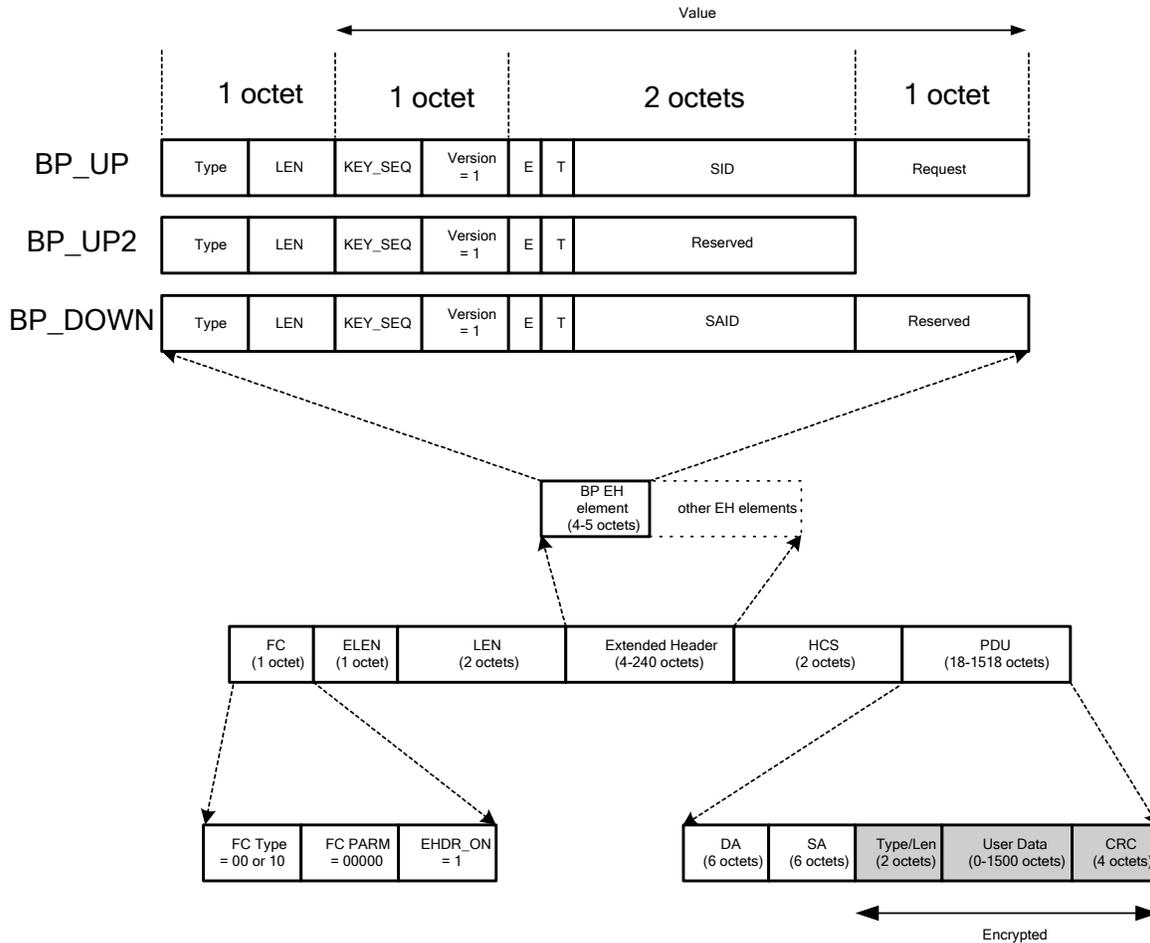 Value
1 octet 1 octet 2 octets 1 octet
BP_UP Type LEN KEY_SEQ Version E T SID Request
= 1
BP_UP2 Type LEN KEY_SEQ Version E T Reserved
= 1
BP_DOWN Type LEN KEY_SEQ Version E T SAID Reserved
= 1
BP EH
element
(4-5 octets)
other EH elements
FC ELEN LEN Extended Header HCS PDU
(1 octet) (1 octet) (2 octets) (4-240 octets) (2 octets) (18-1518 octets)
FC Type FC PARM EHDR_ON DA SA Type/Len User Data CRC
= 00 or 10 = 00000 = 1 (6 octets) (6 octets) (2 octets) (0-1500 octets) (4 octets)
Encrypted